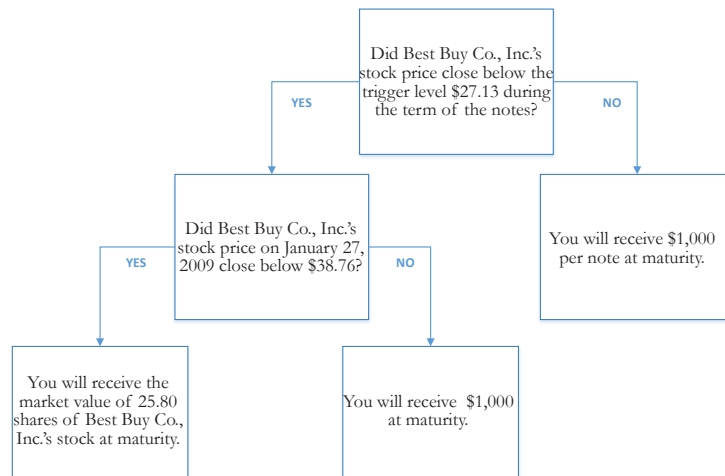 Did Best Buy Co., Inc.'s
stock price close below the
trigger level $27.13 during
the term of the notes?
YES
NO
Did Best Buy Co., Inc.'s
stock price on January 27,
2009 close below $38.76?
You will receive $1,000
per note at maturity.
YES
NO
You will receive the
market value of 25.80
shares of Best Buy Co.,
Inc.'s stock at maturity.
You will receive $1,000
at maturity.